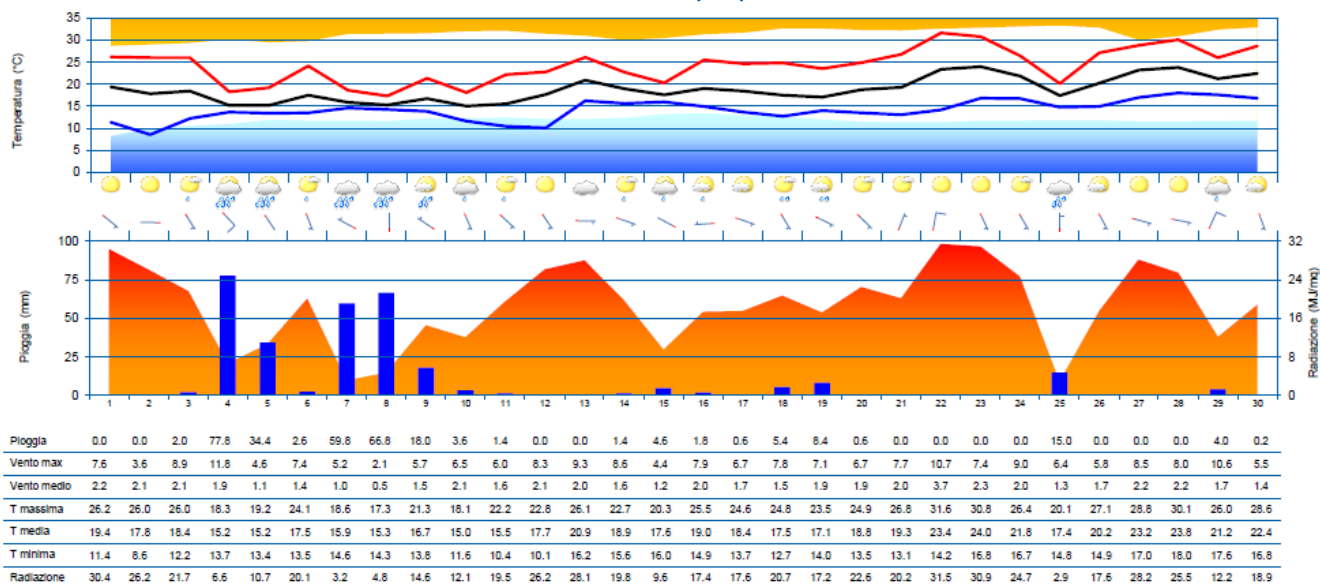 35
30
25
20
15
10
5
0
Temperatura (°C)
100
75
50
25
0
Pioggia (mm)
32
24
16
8
0
Radiazione (MJ/mq)
1 2 3 4 5 6 7 8 9 10 11 12 13 14 15 16 17 18 19 20 21 22 23 24 25 26 27 28 29 30
Pioggia 0.0 0.0 2.0 77.8 34.4 2.6 59.8 66.8 18.0 3.6 1.4 0.0 0.0 1.4 4.6 1.8 0.6 5.4 8.4 0.6 0.0 0.0 0.0 0.0 15.0 0.0 0.0 0.0 4.0 0.2
Vento max 7.6 3.6 8.9 11.8 4.6 7.4 5.2 2.1 5.7 6.5 6.0 8.3 9.3 8.6 4.4 7.9 6.7 7.8 7.1 6.7 7.7 10.7 7.4 9.0 6.4 5.8 8.5 8.0 10.6 5.5
Vento medio 2.2 2.1 2.1 1.9 1.1 1.4 1.0 0.5 1.5 2.1 1.6 2.1 2.0 1.6 1.2 2.0 1.7 1.5 1.9 1.9 2.0 3.7 2.3 2.0 1.3 1.7 2.2 2.2 1.7 1.4
T massima 26.2 26.0 26.0 18.3 19.2 24.1 18.6 17.3 21.3 18.1 22.2 22.8 26.1 22.7 20.3 25.5 24.6 24.8 23.5 24.9 26.8 31.6 30.8 26.4 20.1 27.1 28.8 30.1 26.0 28.6
T media 19.4 17.8 18.4 15.2 15.2 17.5 15.9 15.3 16.7 15.0 15.5 17.7 20.9 18.9 17.6 19.0 18.4 17.5 17.1 18.8 19.3 23.4 24.0 21.8 17.4 20.2 23.2 23.8 21.2 22.4
T minima 11.4 8.6 12.2 13.7 13.4 13.5 14.6 14.3 13.8 11.6 10.4 10.1 16.2 15.6 16.0 14.9 13.7 12.7 14.0 13.5 13.1 14.2 16.8 16.7 14.8 14.9 17.0 18.0 17.6 16.8
Radiazione 30.4 26.2 21.7 6.6 10.7 20.1 3.2 4.8 14.6 12.1 19.5 26.2 28.1 19.8 9.6 17.4 17.6 20.7 17.2 22.6 20.2 31.5 30.9 24.7 2.9 17.6 28.2 25.5 12.2 18.9